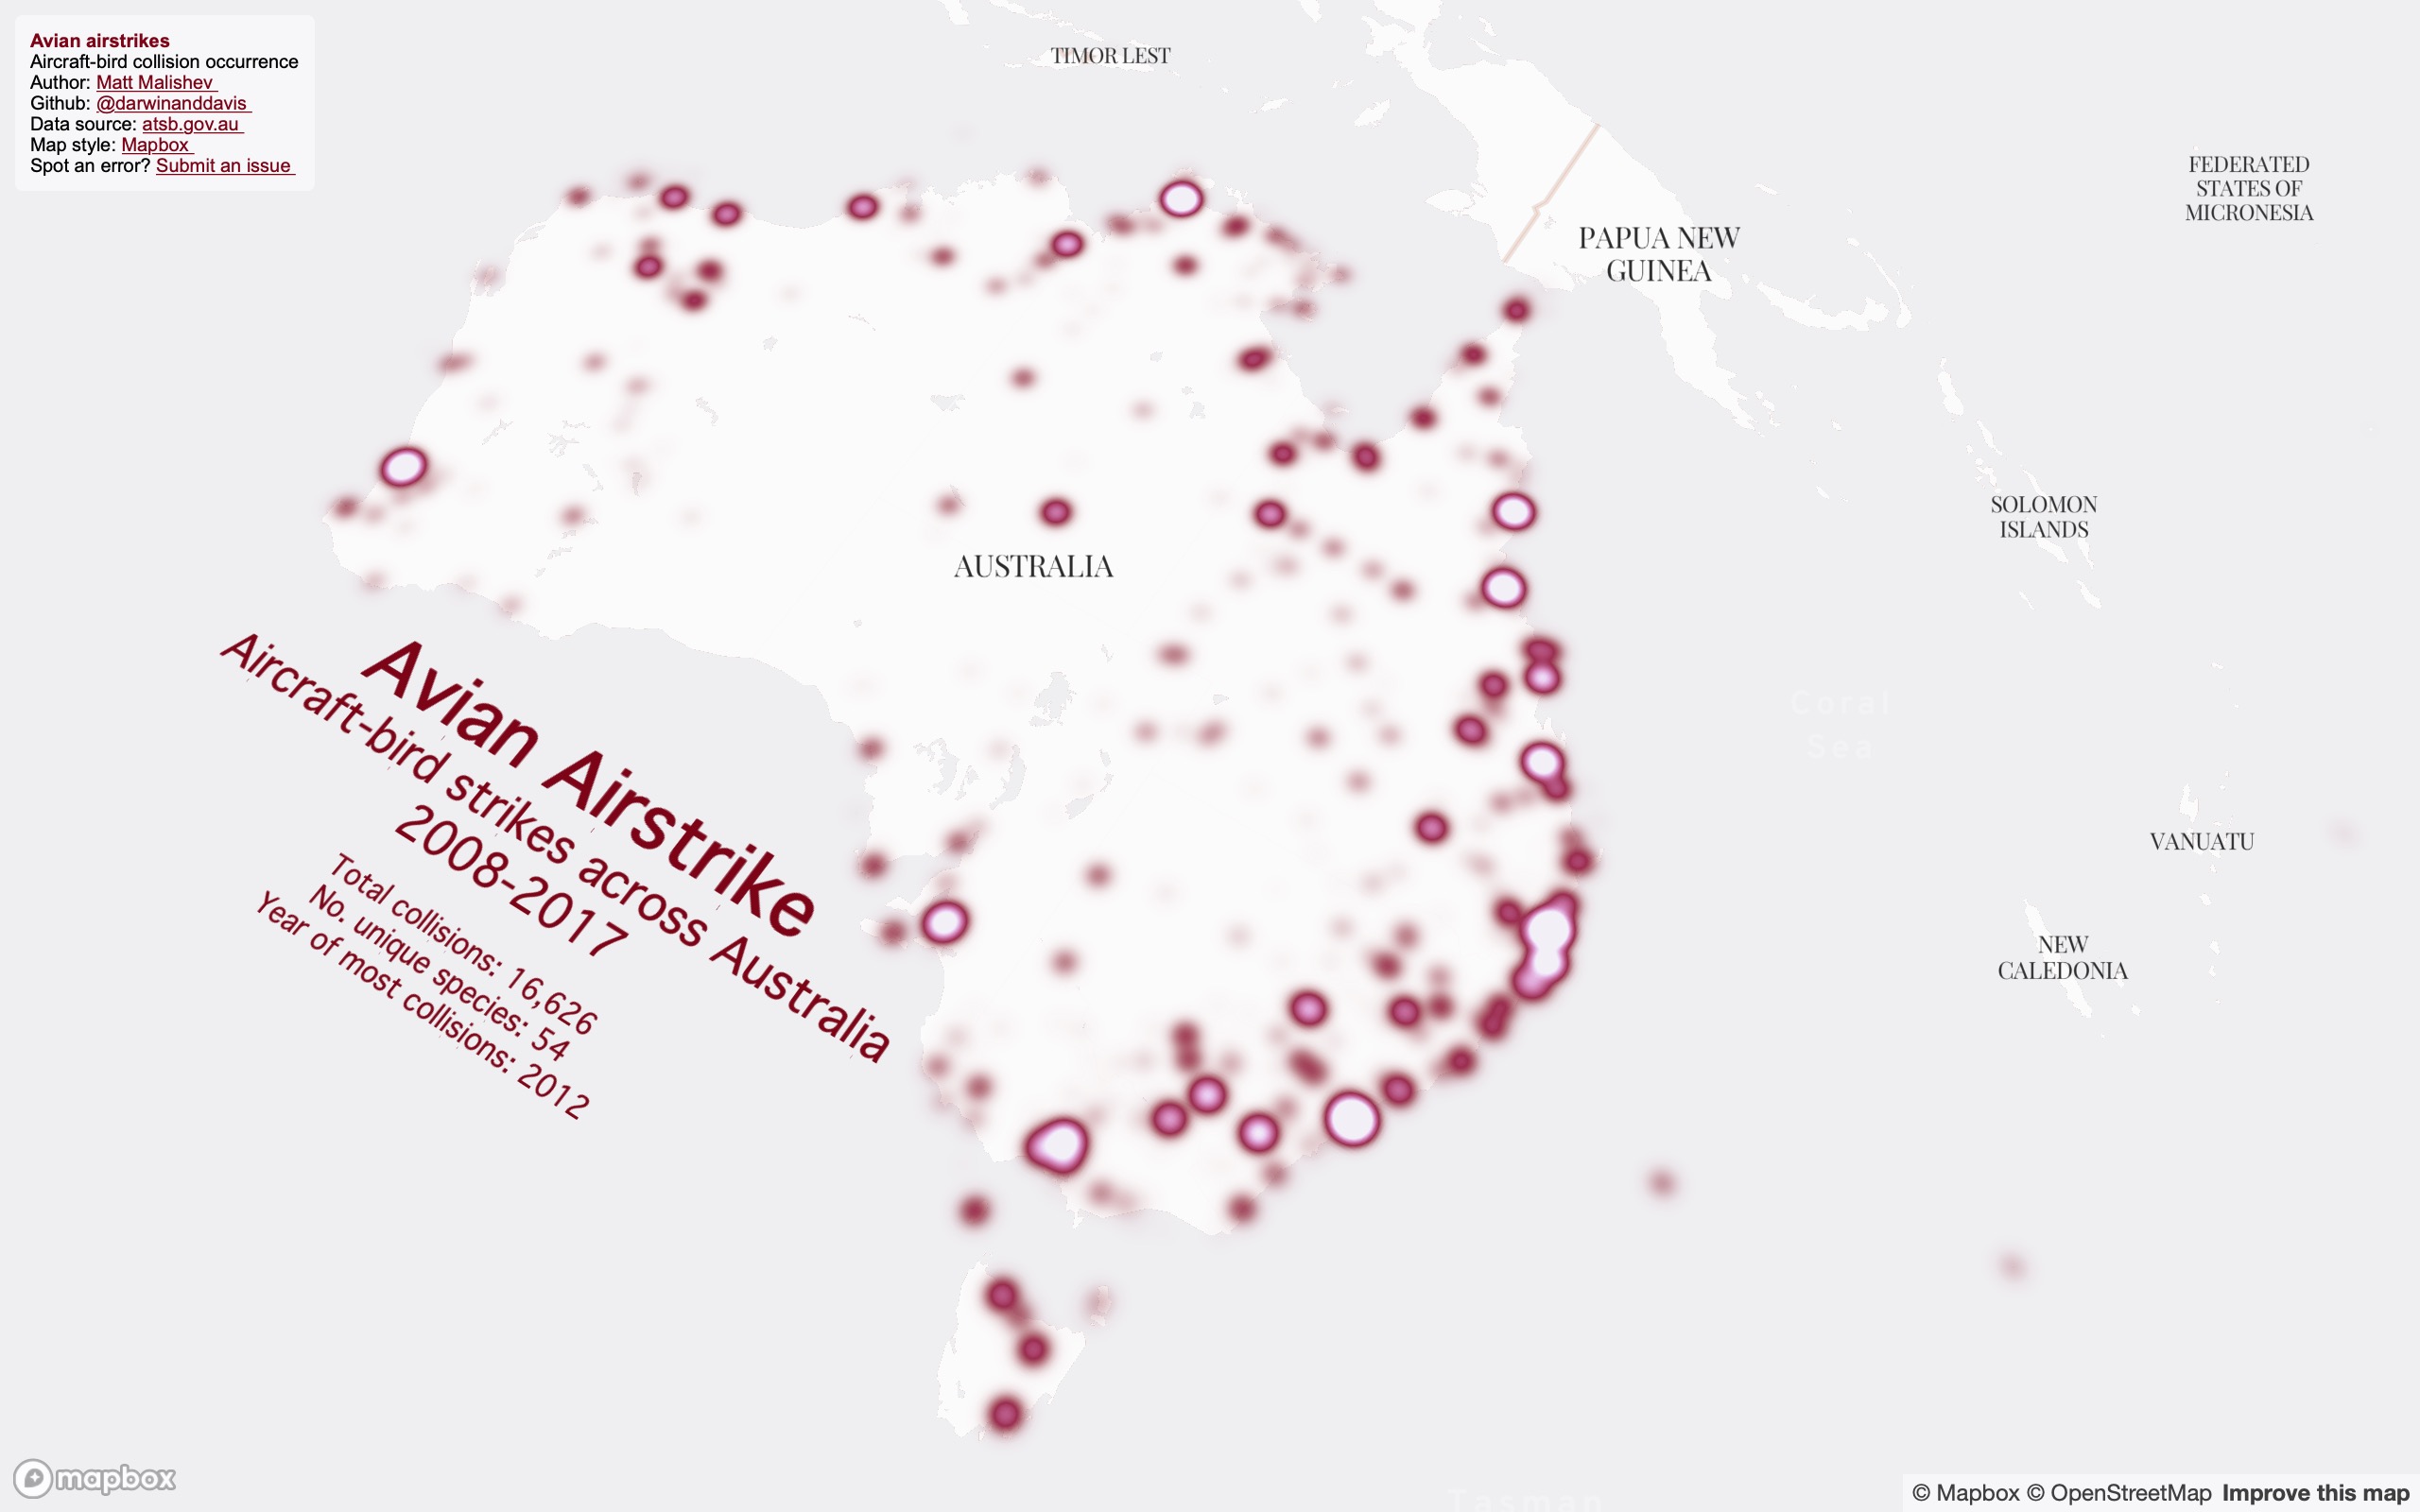 Avian airstrikes
Aircraft-bird collision occurrence
Author: Matt Malishev
Github: @darwinanddavis
Data source: atsb.gov.au
Map style: Mapbox
Spot an error? Submit an issue
TIMOR LEST
FEDERATED
STATES OF
MICRONESIA
PAPUA NEW
GUINEA
SOLOMON
ISLANDS
AUSTRALIA
Coral
Sea
VANUATU
NEW
CALEDONIA
Avian Airstrike
Aircraft-bird strikes across Australia
2008-2017
Total collisions: 16,626
No. unique species: 54
Year of most collisions: 2012
Tasman
mapbox
© Mapbox © OpenStreetMap Improve this map